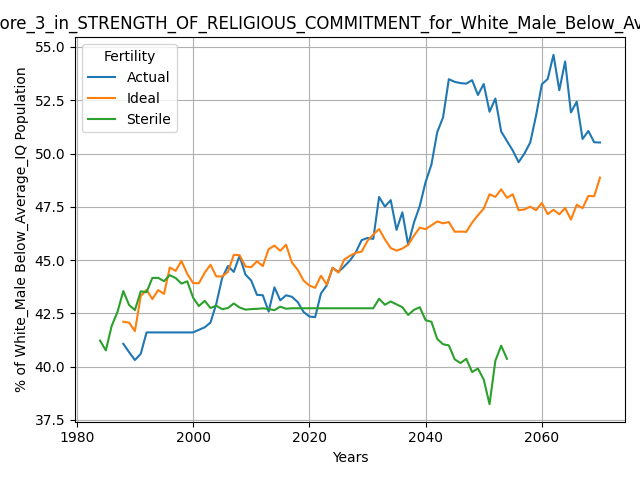 ore_3_in_STRENGTH_OF_RELIGIOUS_COMMITMENT_for_White_Male_Below_Av
Fertility
Actual
Ideal
Sterile
% of White_Male Below_Average_IQ Population
55.0
52.5
50.0
47.5
45.0
42.5
40.0
37.5
1980
2000
2020
2040
2060
Years